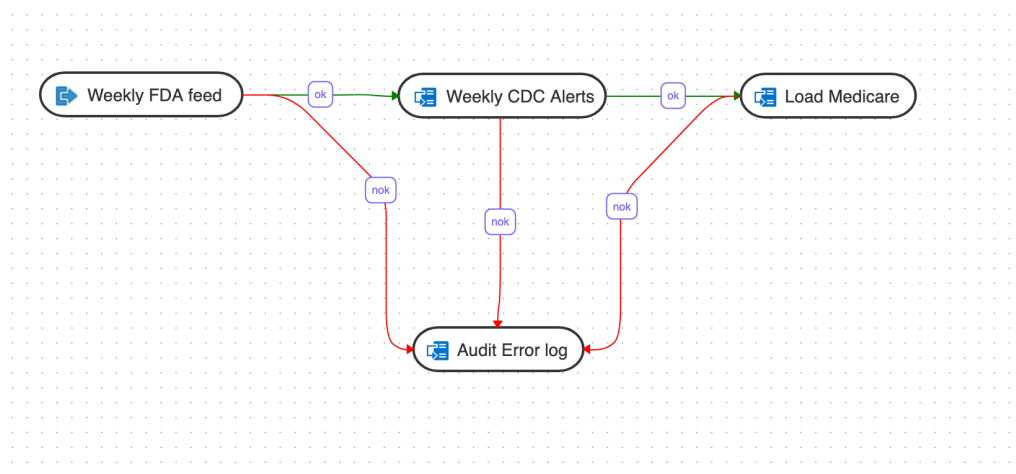 Weekly FDA feed
ok
Weekly CDC Alerts
ok
Load Medicare
nok
nok
nok
Audit Error log